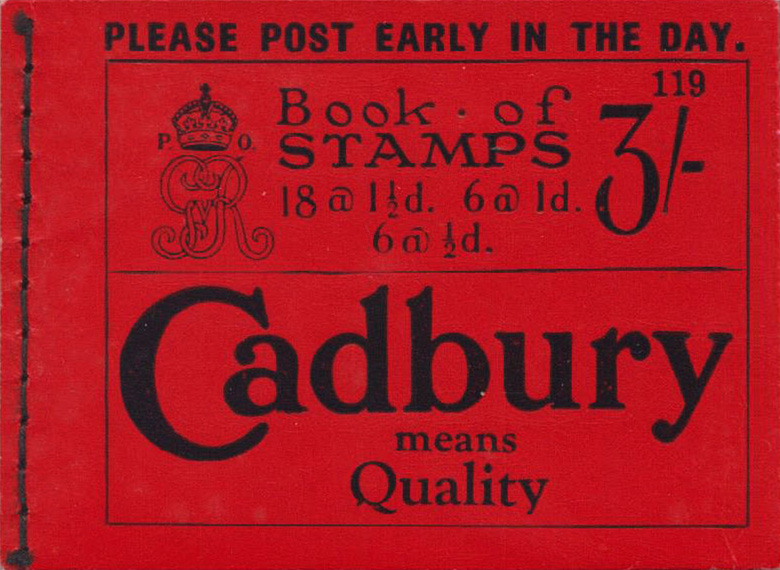 PLEASE POST EARLY IN THE DAY.
119
P. O.
GVR
Book · of 3/-
STAMPS
18 @ 1½d. 6 @ 1d.
6 @ ½d.
Cadbury
means
Quality